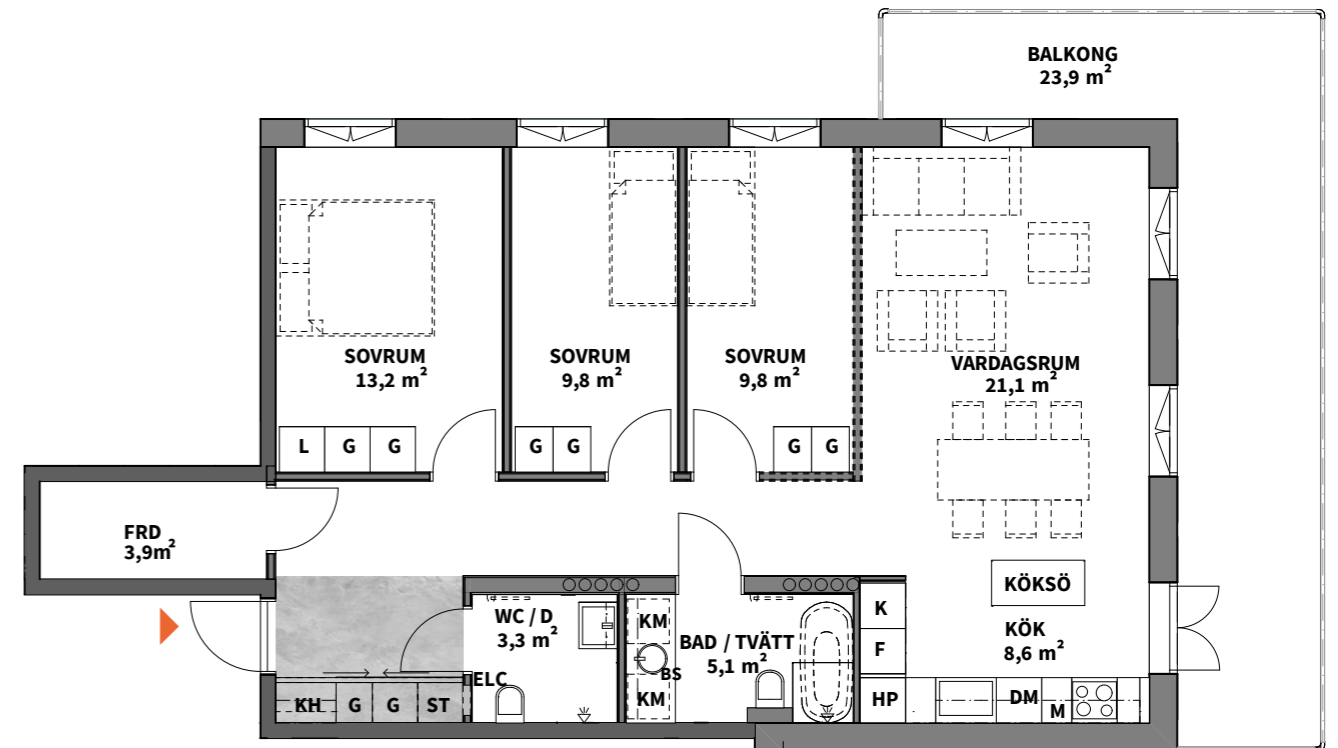 BALKONG
23,9 m²
SOVRUM
13,2 m²
SOVRUM
9,8 m²
SOVRUM
9,8 m²
VARDAGSRUM
21,1 m²
L G G
G G
G G
FRD
3,9m²
KÖKSÖ
KÖK
8,6 m²
WC / D
3,3 m²
KM
BS
KM
BAD / TVÄTT
5,1 m²
K
F
ELC
KH G G ST
HP
DM
M